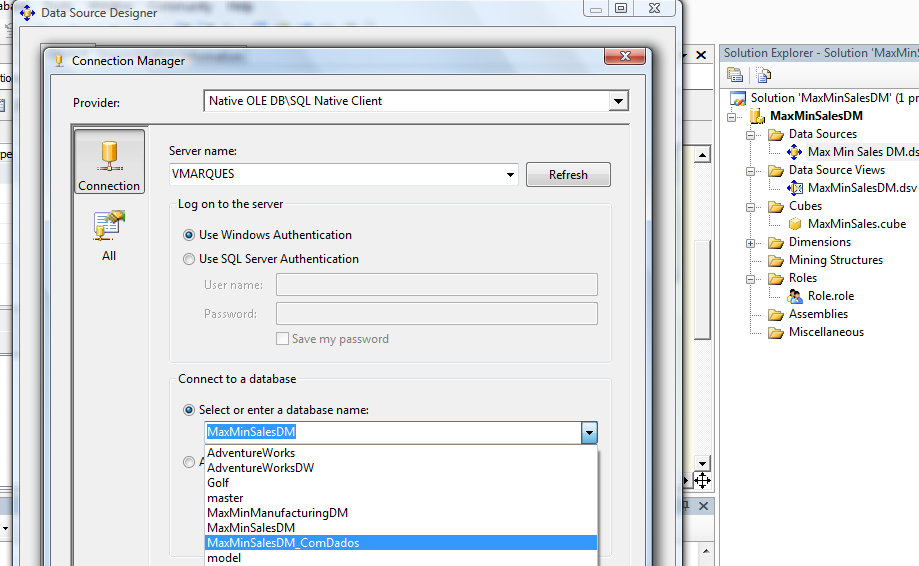 Data Source Designer
Connection Manager
Provider:
Native OLE DB\SQL Native Client
Connection
All
Server name:
VMARQUES
Refresh
Log on to the server
Use Windows Authentication
Use SQL Server Authentication
User name:
Password:
Save my password
Connect to a database
Select or enter a database name:
MaxMinSalesDM
AdventureWorks
AdventureWorksDW
Golf
master
MaxMinManufacturingDM
MaxMinSalesDM
MaxMinSalesDM_ComDados
model
Solution Explorer - Solution 'MaxMinS
Solution 'MaxMinSalesDM' (1 pr
MaxMinSalesDM
Data Sources
Max Min Sales DM.ds
Data Source Views
MaxMinSalesDM.dsv
Cubes
MaxMinSales.cube
Dimensions
Mining Structures
Roles
Role.role
Assemblies
Miscellaneous